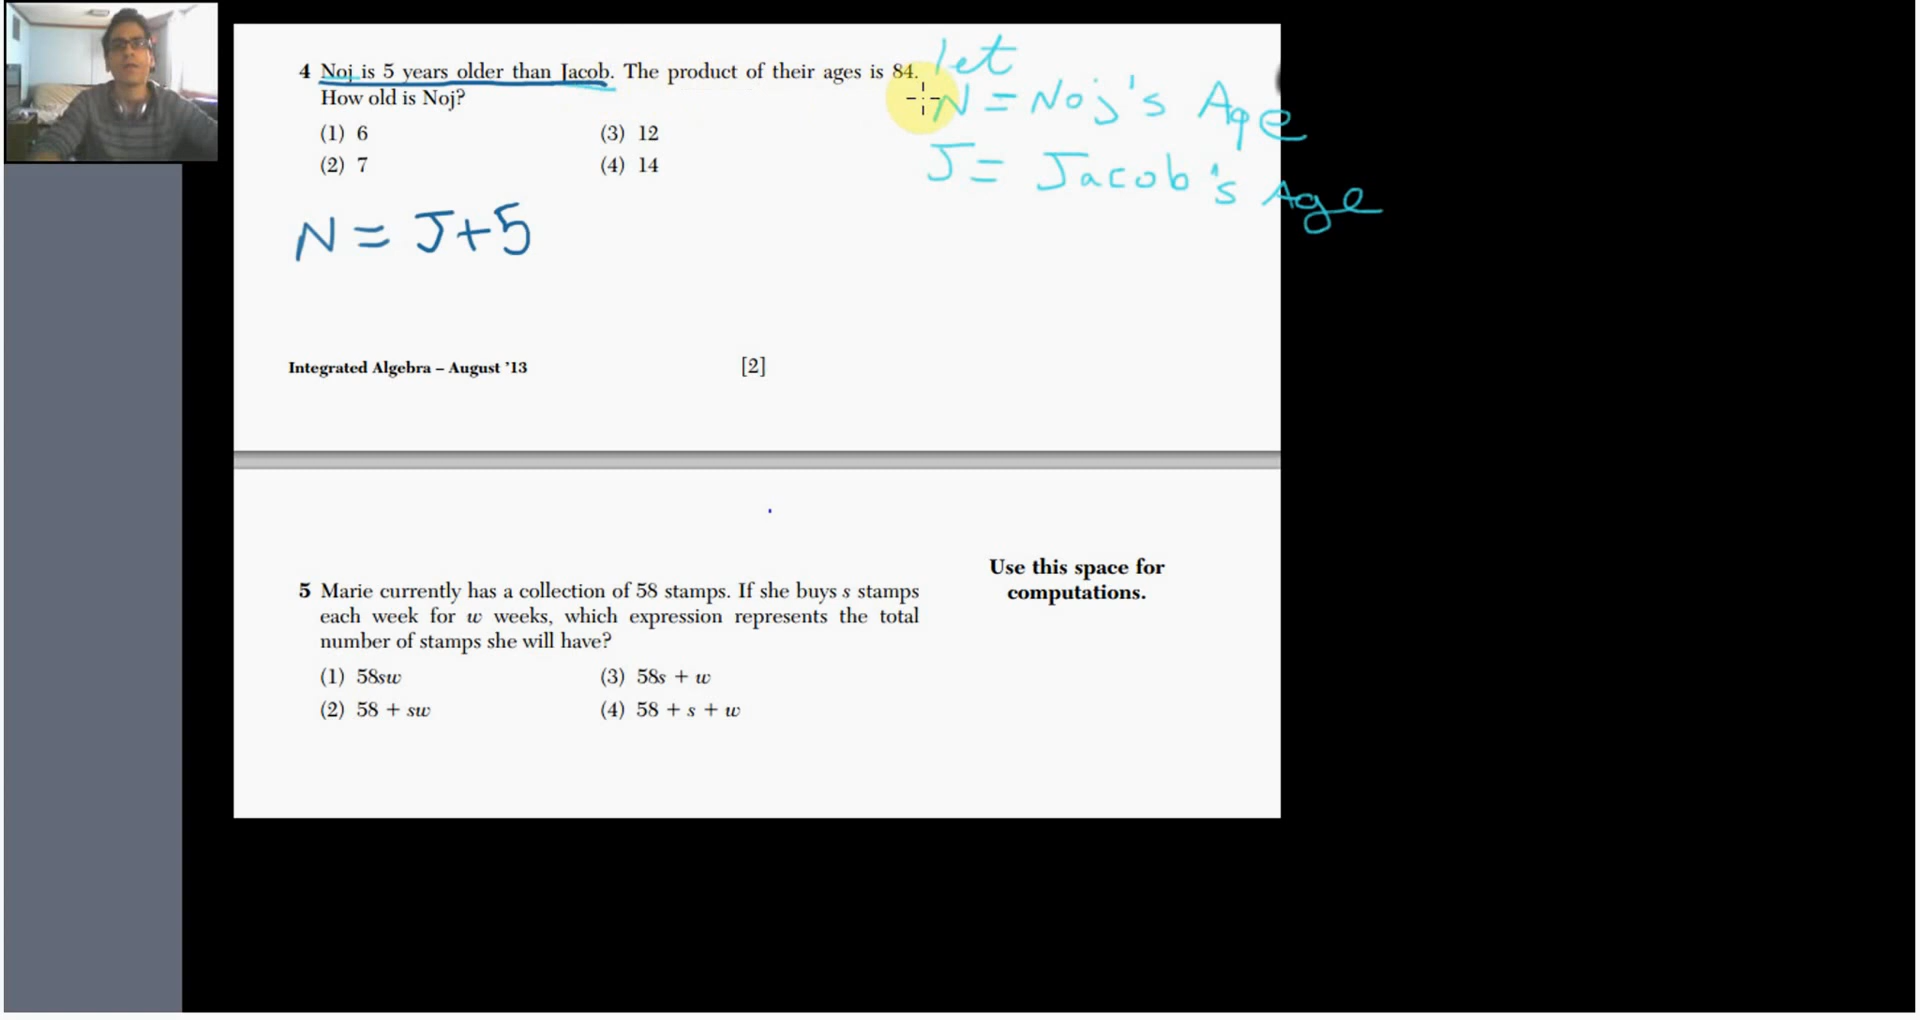 4 Noj is 5 years older than Jacob. The product of their ages is 84.
How old is Noj?
(1) 6
(3) 12
(2) 7
(4) 14
let
N = Noj's Age
J = Jacob's Age
N = J+5
Integrated Algebra – August ’13
[2]
Use this space for
computations.
5 Marie currently has a collection of 58 stamps. If she buys s stamps
each week for w weeks, which expression represents the total
number of stamps she will have?
(1) 58sw
(3) 58s + w
(2) 58 + sw
(4) 58 + s + w